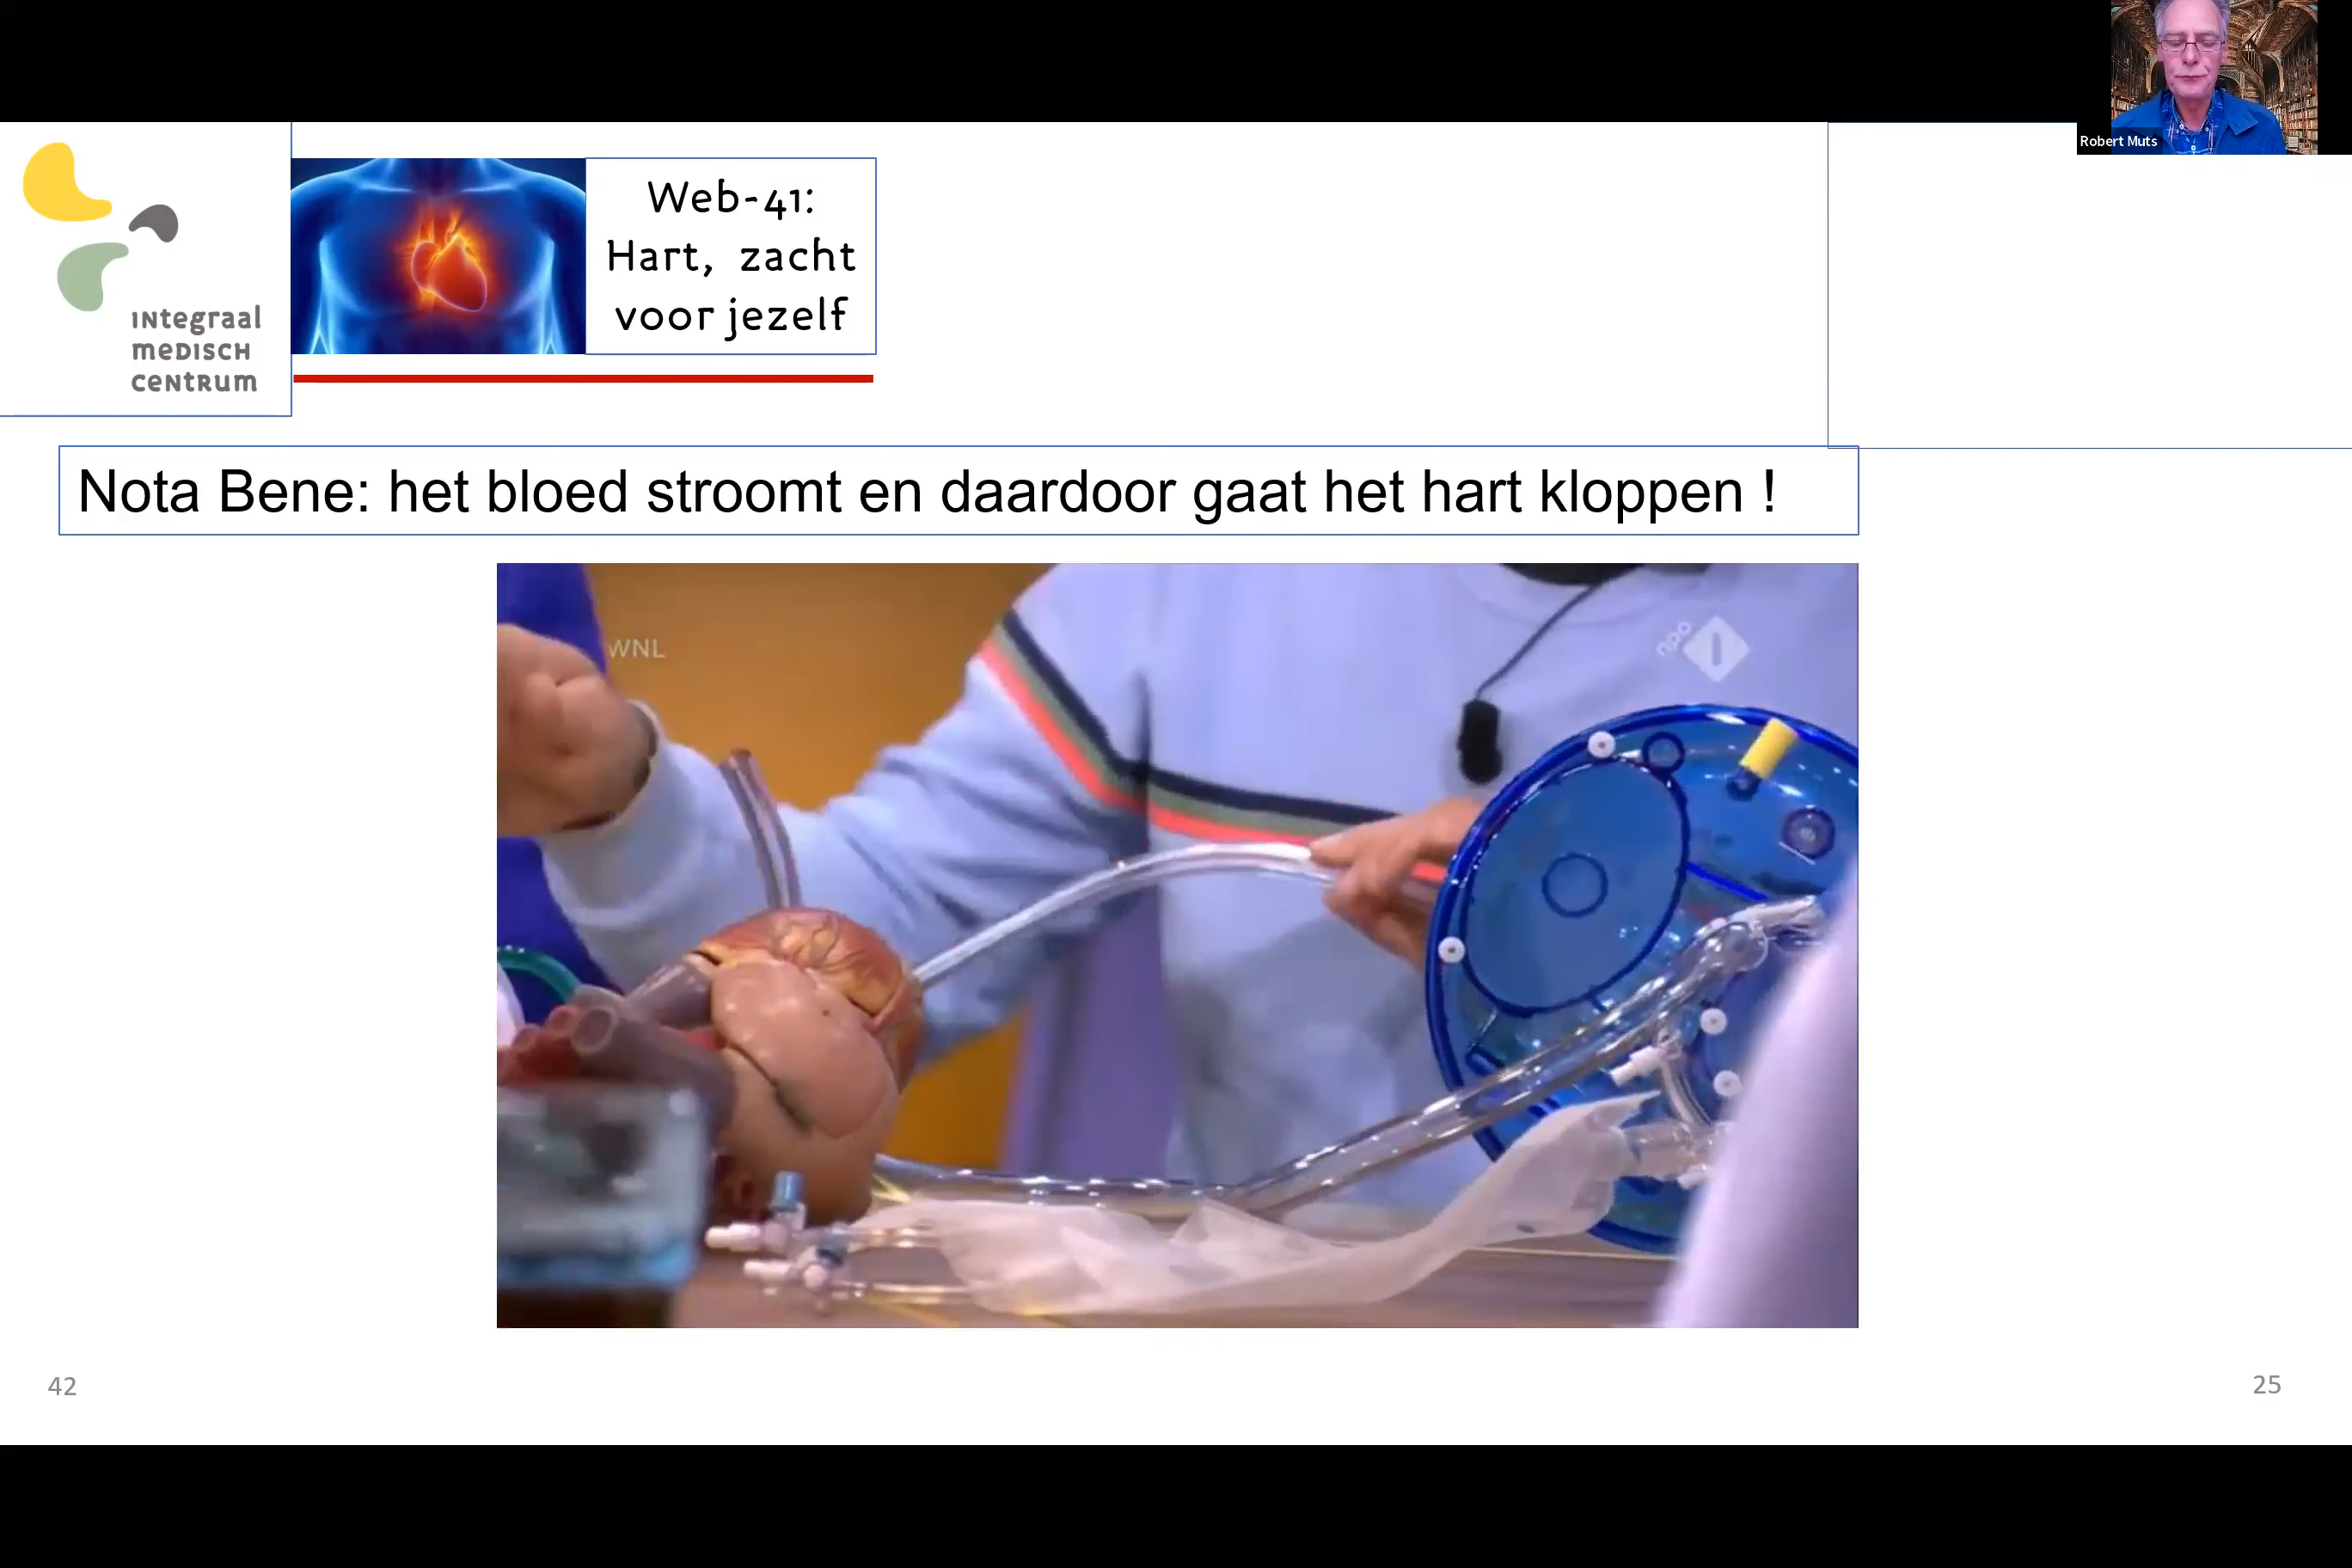 Robert Muts
Web-41:
Hart, zacht
voor jezelf
INtegraal
meDISCH
CeNtRUm
Nota Bene: het bloed stroomt en daardoor gaat het hart kloppen !
WNL
npo
1
42
25